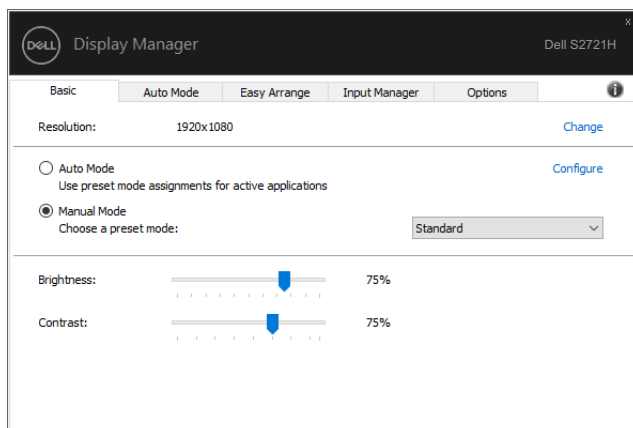 x
DELL Display Manager Dell S2721H
Basic Auto Mode Easy Arrange Input Manager Options i
Resolution: 1920x1080 Change
Auto Mode Configure
Use preset mode assignments for active applications
Manual Mode
Choose a preset mode: Standard
Brightness: 75%
Contrast: 75%